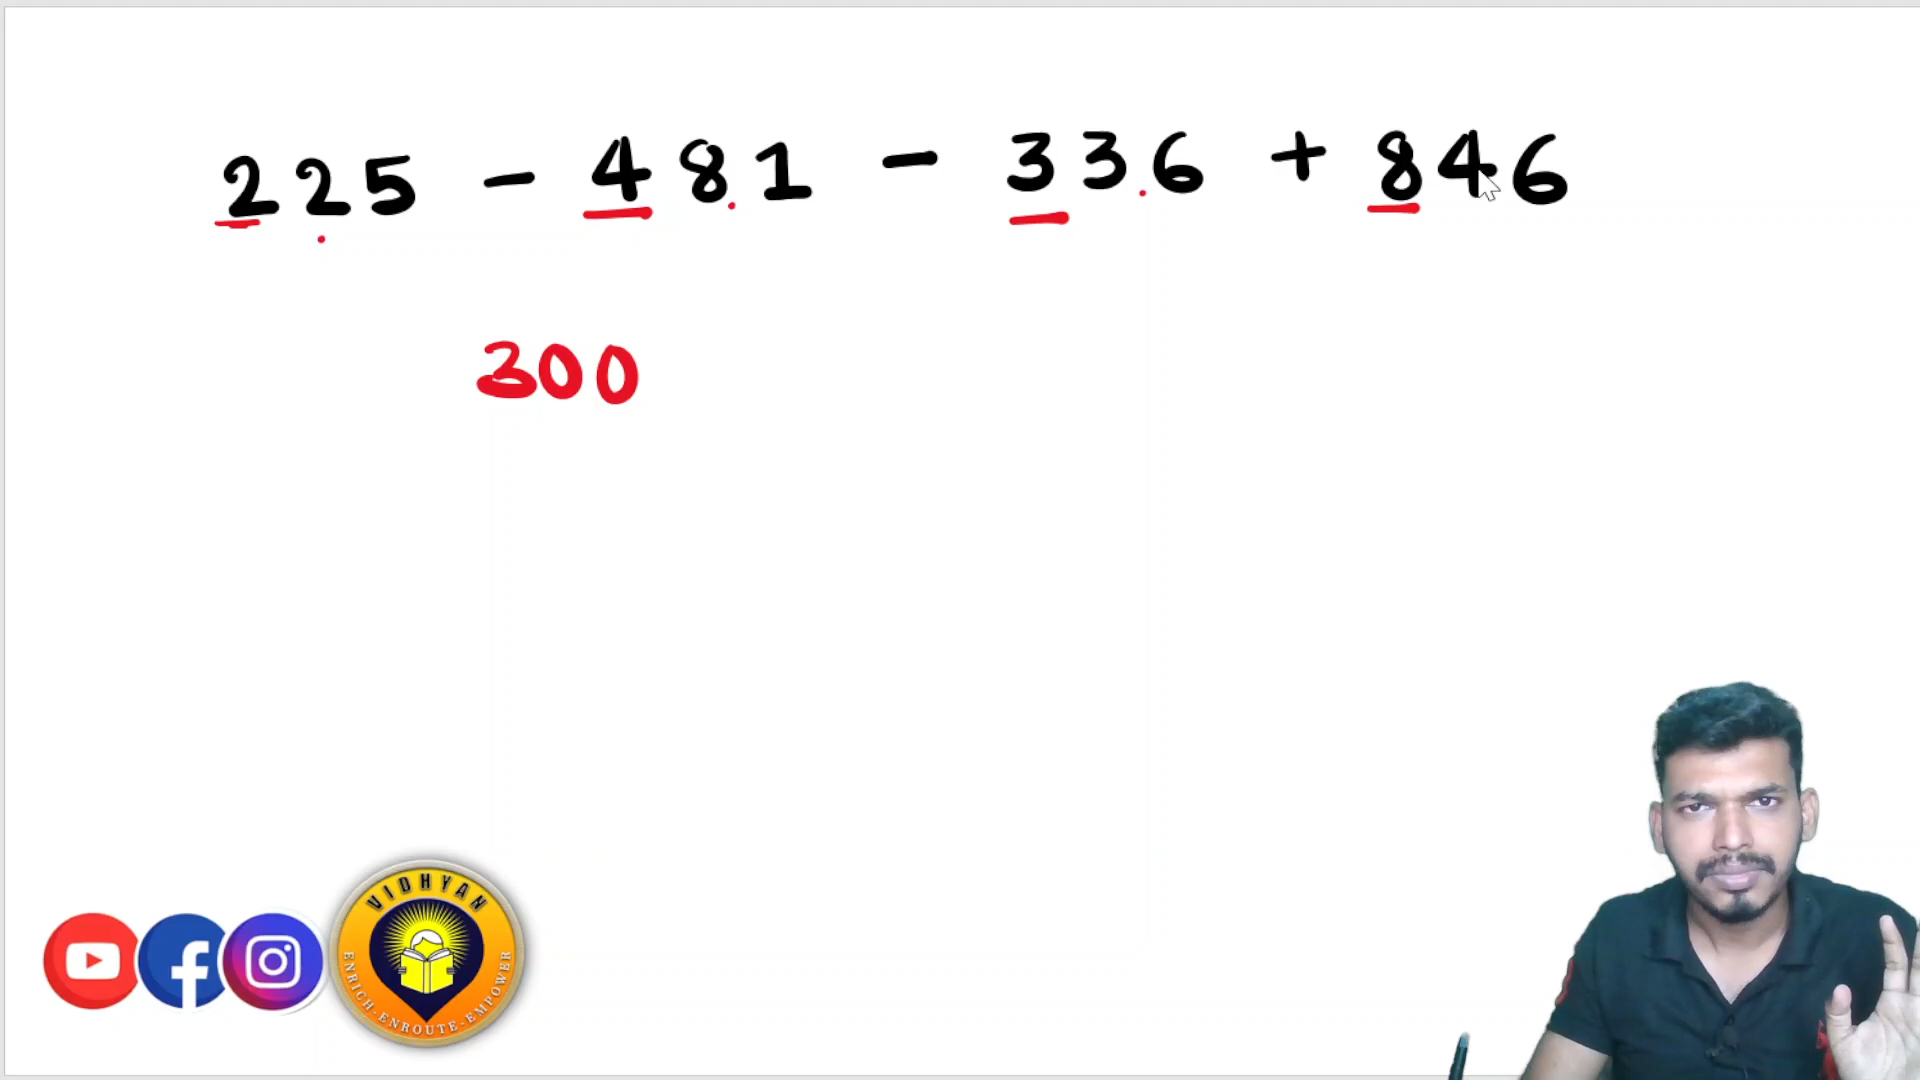 225 - 481 - 336 + 846
300
VIDHYAN
ENRICH-ENROUTE-EMPOWER